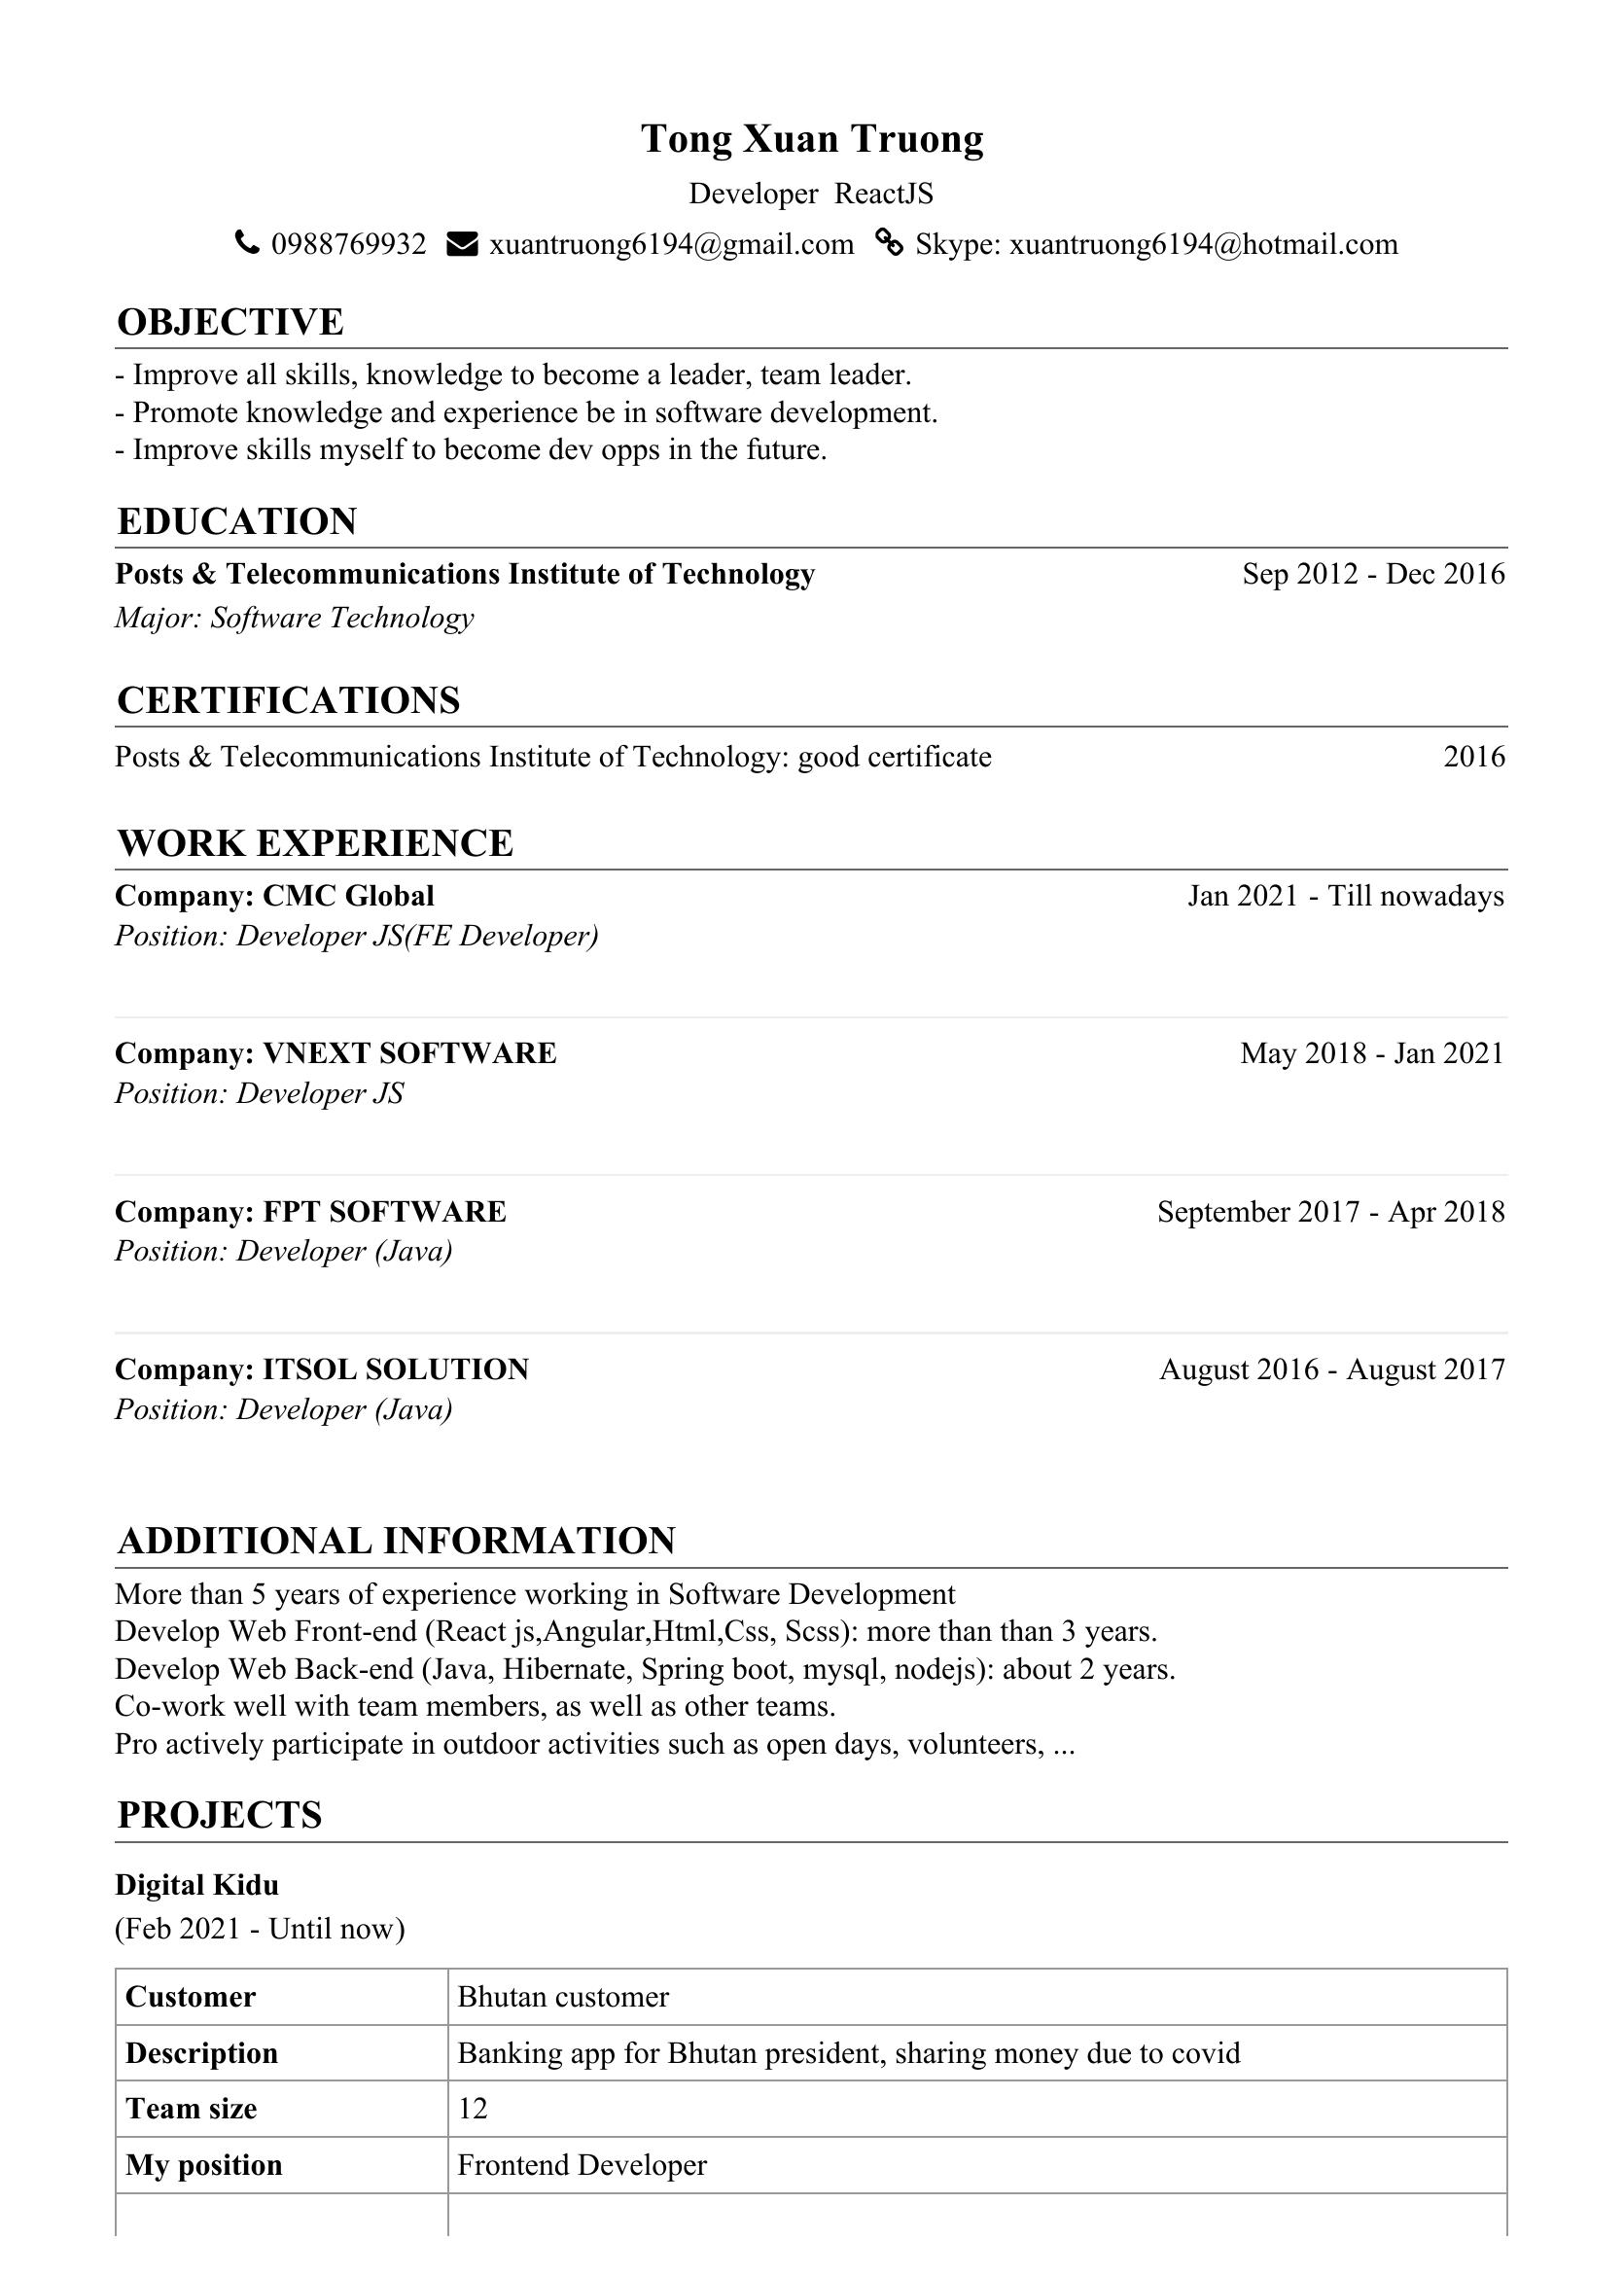 Tong Xuan Truong
Developer  ReactJS
0988769932 xuantruong6194@gmail.com Skype: xuantruong6194@hotmail.com
OBJECTIVE
- Improve all skills, knowledge to become a leader, team leader.
- Promote knowledge and experience be in software development.
- Improve skills myself to become dev opps in the future.
EDUCATION
Posts & Telecommunications Institute of Technology Sep 2012 - Dec 2016
Major: Software Technology
CERTIFICATIONS
Posts & Telecommunications Institute of Technology: good certificate 2016
WORK EXPERIENCE
Company: CMC Global Jan 2021 - Till nowadays
Position: Developer JS(FE Developer)
Company: VNEXT SOFTWARE May 2018 - Jan 2021
Position: Developer JS
Company: FPT SOFTWARE September 2017 - Apr 2018
Position: Developer (Java)
Company: ITSOL SOLUTION August 2016 - August 2017
Position: Developer (Java)
ADDITIONAL INFORMATION
More than 5 years of experience working in Software Development
Develop Web Front-end (React js,Angular,Html,Css, Scss): more than than 3 years.
Develop Web Back-end (Java, Hibernate, Spring boot, mysql, nodejs): about 2 years.
Co-work well with team members, as well as other teams.
Pro actively participate in outdoor activities such as open days, volunteers, ...
PROJECTS
Digital Kidu
(Feb 2021 - Until now)
Customer Bhutan customer
Description Banking app for Bhutan president, sharing money due to covid
Team size 12
My position Frontend Developer